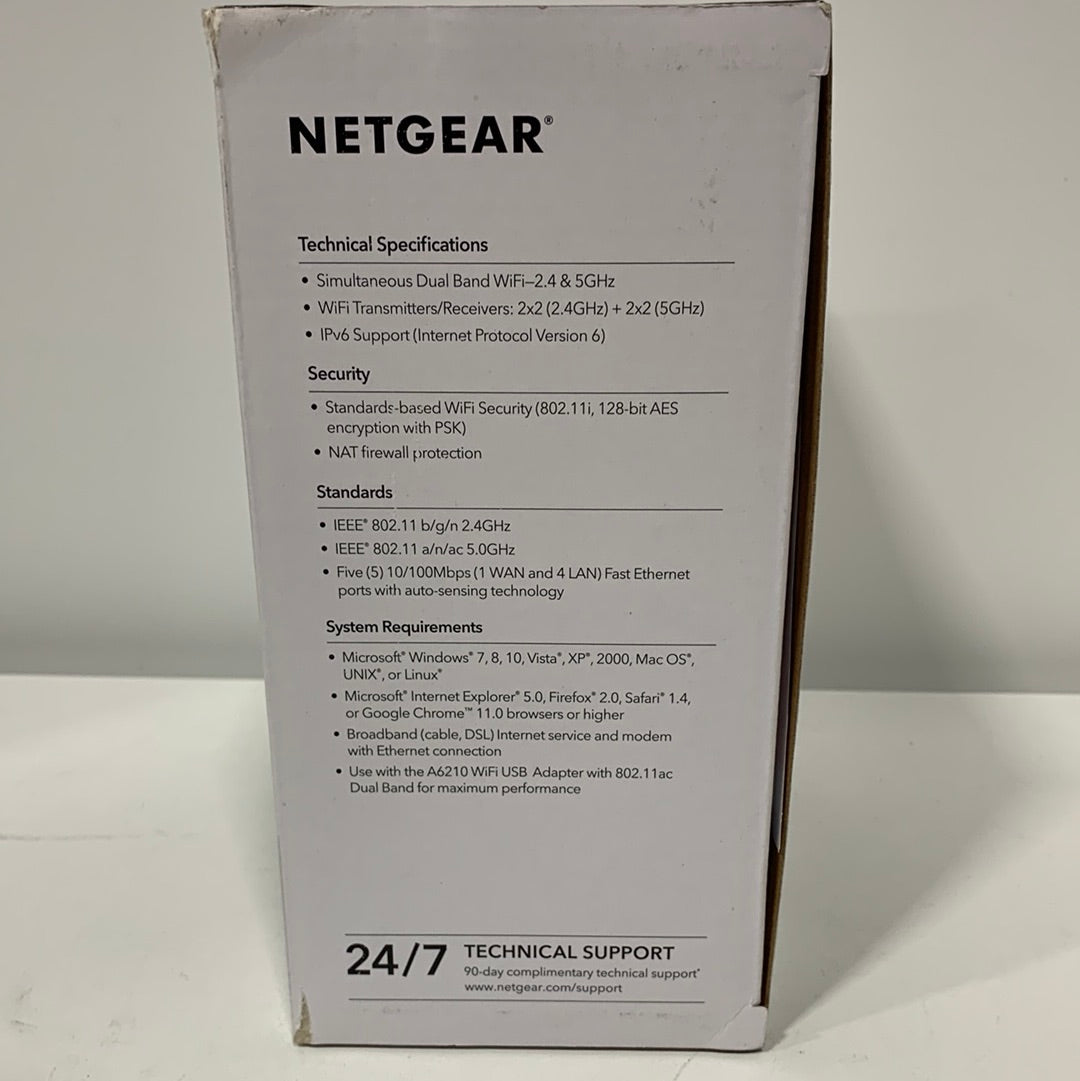 NETGEAR®
Technical Specifications
• Simultaneous Dual Band WiFi–2.4 & 5GHz
• WiFi Transmitters/Receivers: 2x2 (2.4GHz) + 2x2 (5GHz)
• IPv6 Support (Internet Protocol Version 6)
Security
• Standards-based WiFi Security (802.11i, 128-bit AES
encryption with PSK)
• NAT firewall protection
Standards
• IEEE® 802.11 b/g/n 2.4GHz
• IEEE® 802.11 a/n/ac 5.0GHz
• Five (5) 10/100Mbps (1 WAN and 4 LAN) Fast Ethernet
ports with auto-sensing technology
System Requirements
• Microsoft® Windows® 7, 8, 10, Vista®, XP®, 2000, Mac OS®,
UNIX®, or Linux®
• Microsoft® Internet Explorer® 5.0, Firefox® 2.0, Safari® 1.4,
or Google Chrome™ 11.0 browsers or higher
• Broadband (cable, DSL) Internet service and modem
with Ethernet connection
• Use with the A6210 WiFi USB Adapter with 802.11ac
Dual Band for maximum performance
24/7 TECHNICAL SUPPORT
90-day complimentary technical support*
www.netgear.com/support